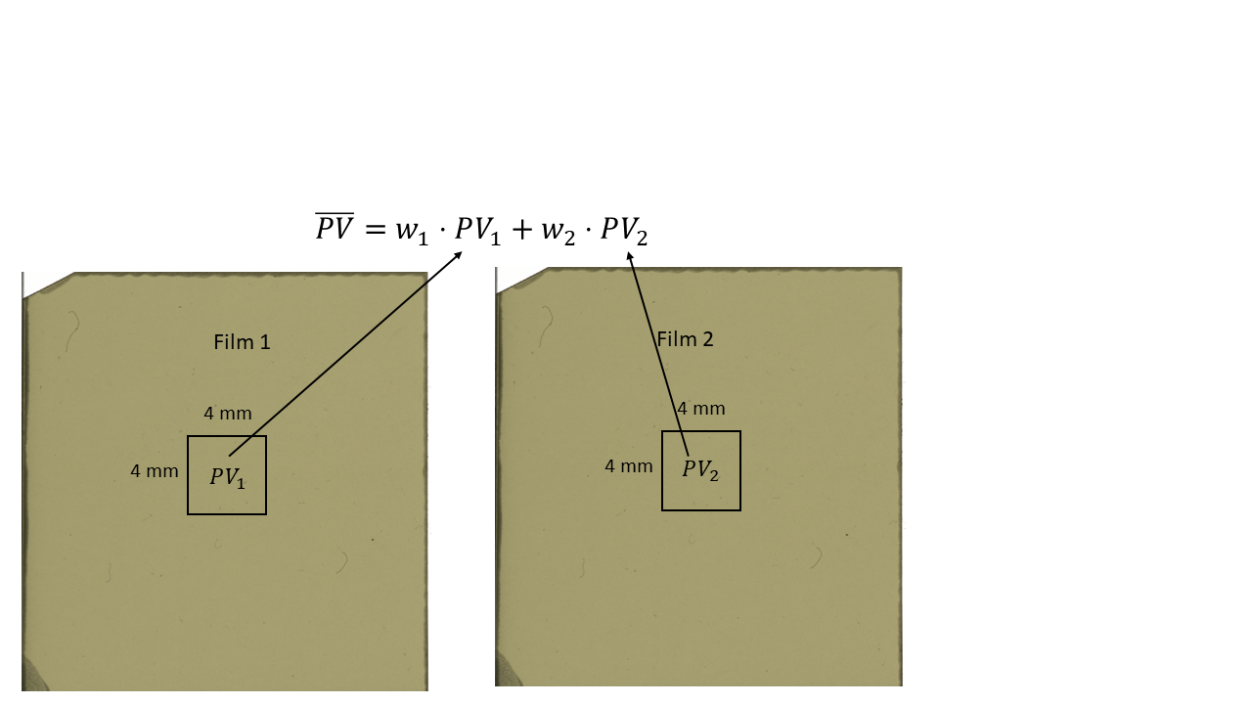 \overline{PV} = w₁ · PV₁ + w₂ · PV₂
Film 1
4 mm
4 mm
PV₁
Film 2
4 mm
4 mm
PV₂